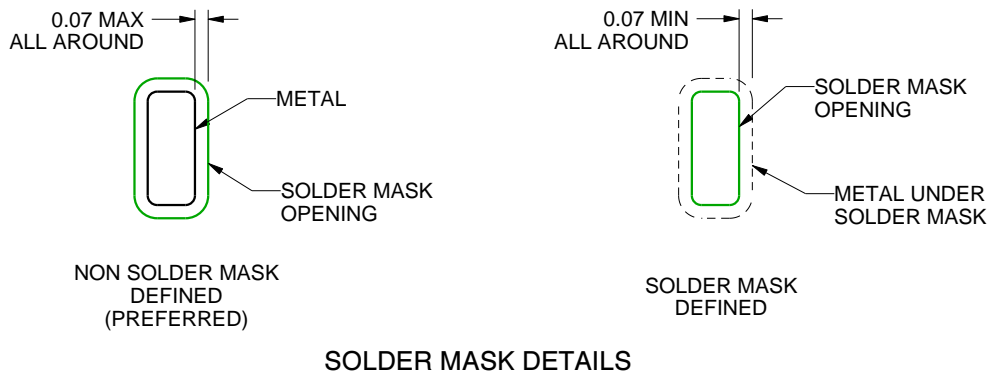 0.07 MAX
ALL AROUND
METAL
SOLDER MASK
OPENING
NON SOLDER MASK
DEFINED
(PREFERRED)
0.07 MIN
ALL AROUND
SOLDER MASK
OPENING
METAL UNDER
SOLDER MASK
SOLDER MASK
DEFINED
SOLDER MASK DETAILS